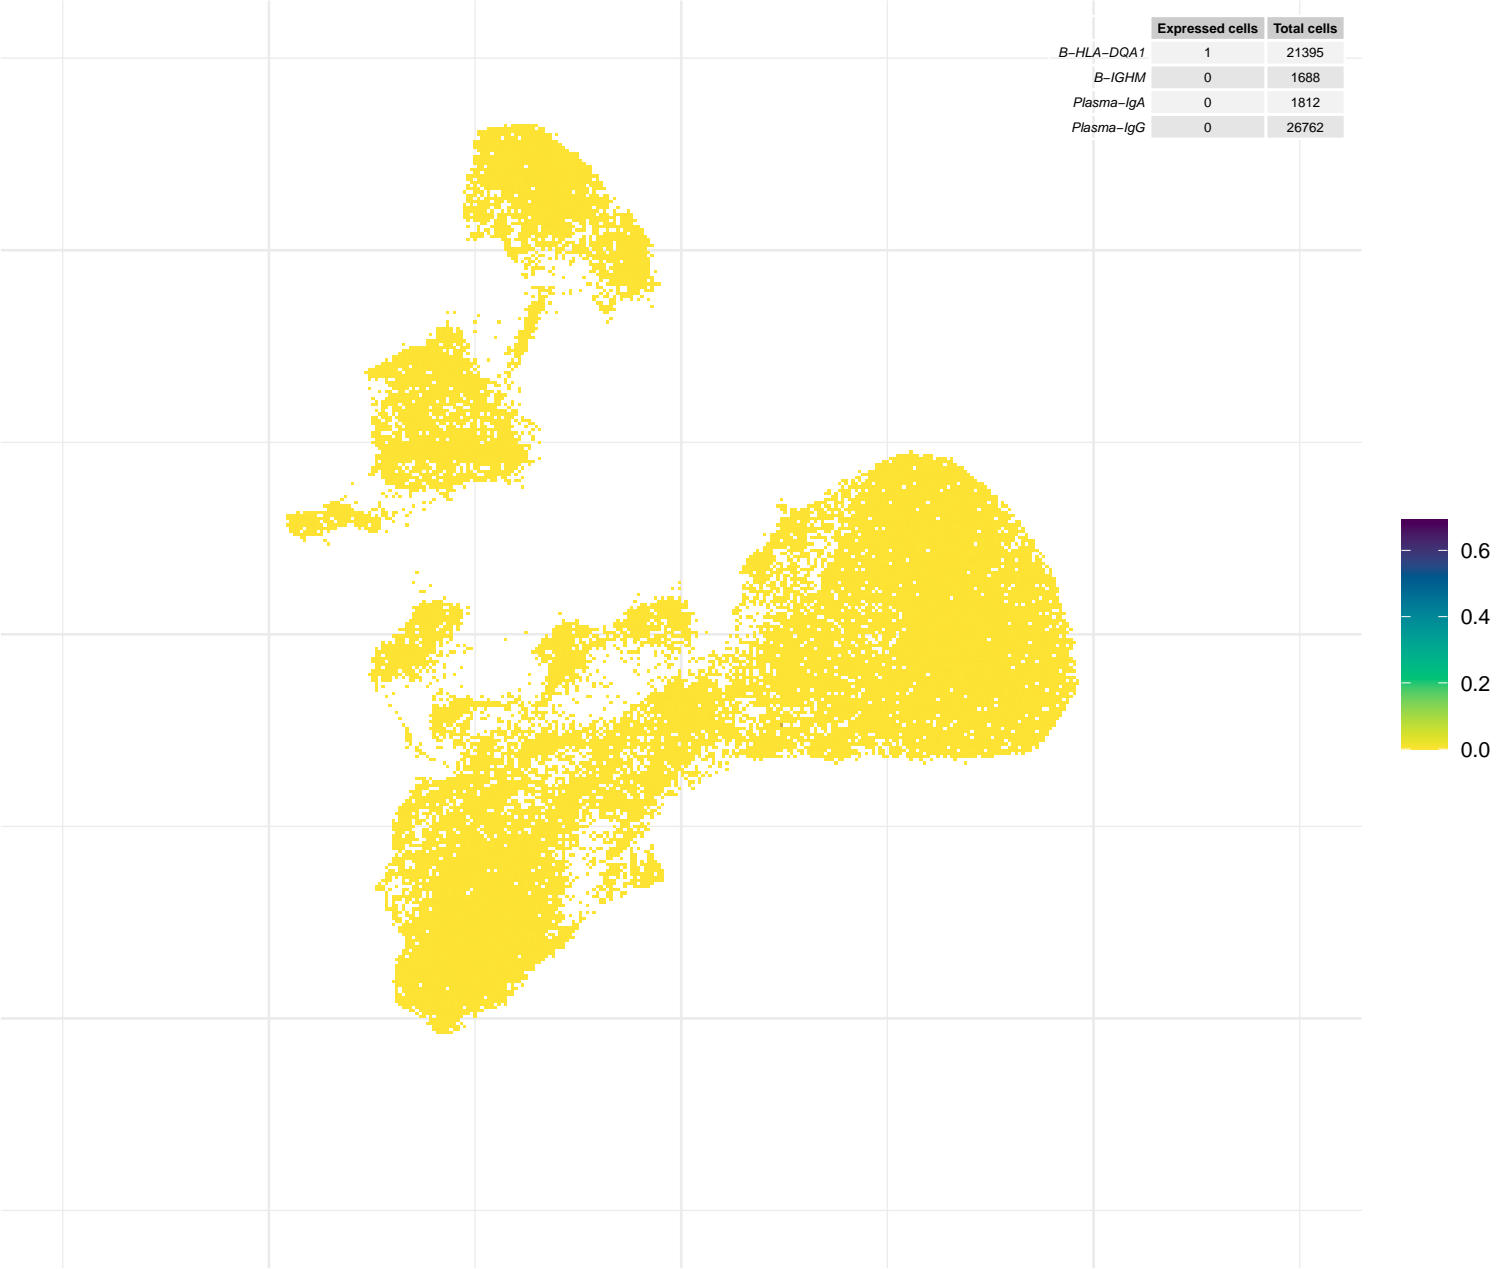 Expressed cells Total cells
B−HLA−DQA1 1 21395
B−IGHM 0 1688
Plasma−IgA 0 1812
Plasma−IgG 0 26762
0.6
0.4
0.2
0.0